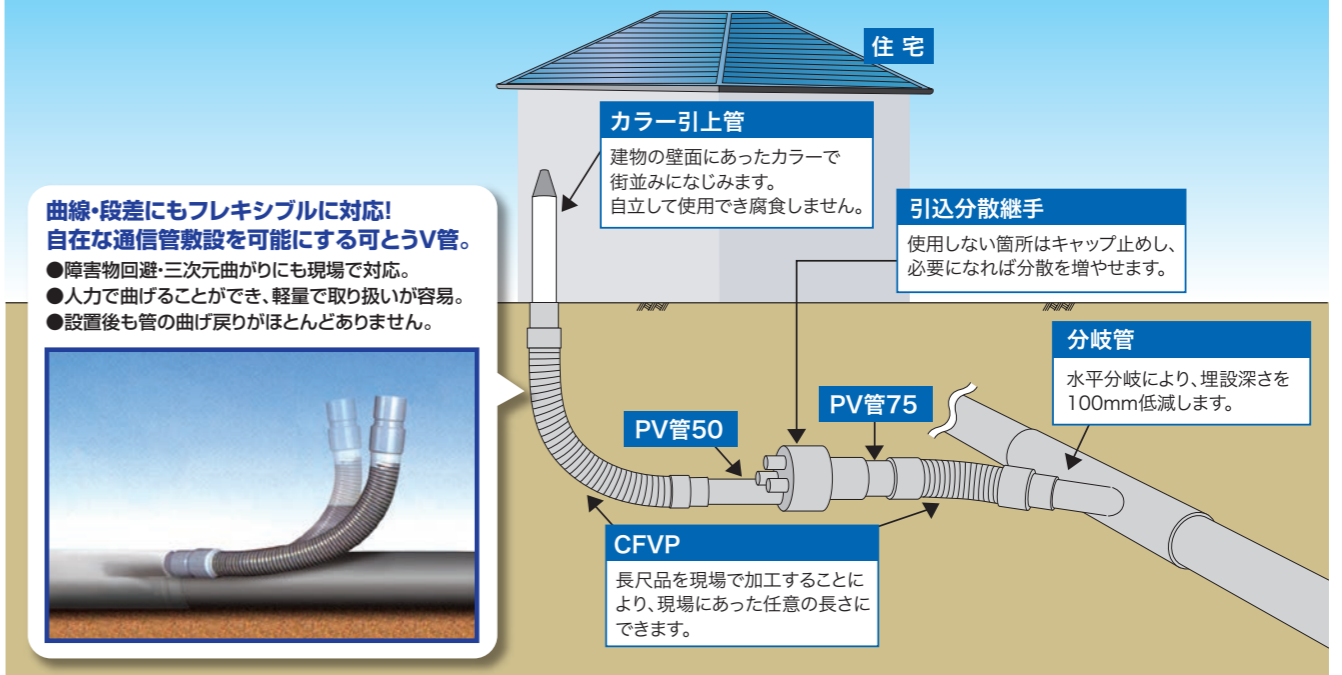 住宅
カラー引上管
建物の壁面にあったカラーで
街並みになじみます。
自立して使用でき腐食しません。
曲線・段差にもフレキシブルに対応!
自在な通信管敷設を可能にする可とうV管。
●障害物回避・三次元曲がりにも現場で対応。
●人力で曲げることができ、軽量で取り扱いが容易。
●設置後も管の曲げ戻りがほとんどありません。
引込分散継手
使用しない箇所はキャップ止めし、
必要になれば分散を増やせます。
分岐管
水平分岐により、埋設深さを
100mm低減します。
PV管75
PV管50
CFVP
長尺品を現場で加工することに
より、現場にあった任意の長さに
できます。